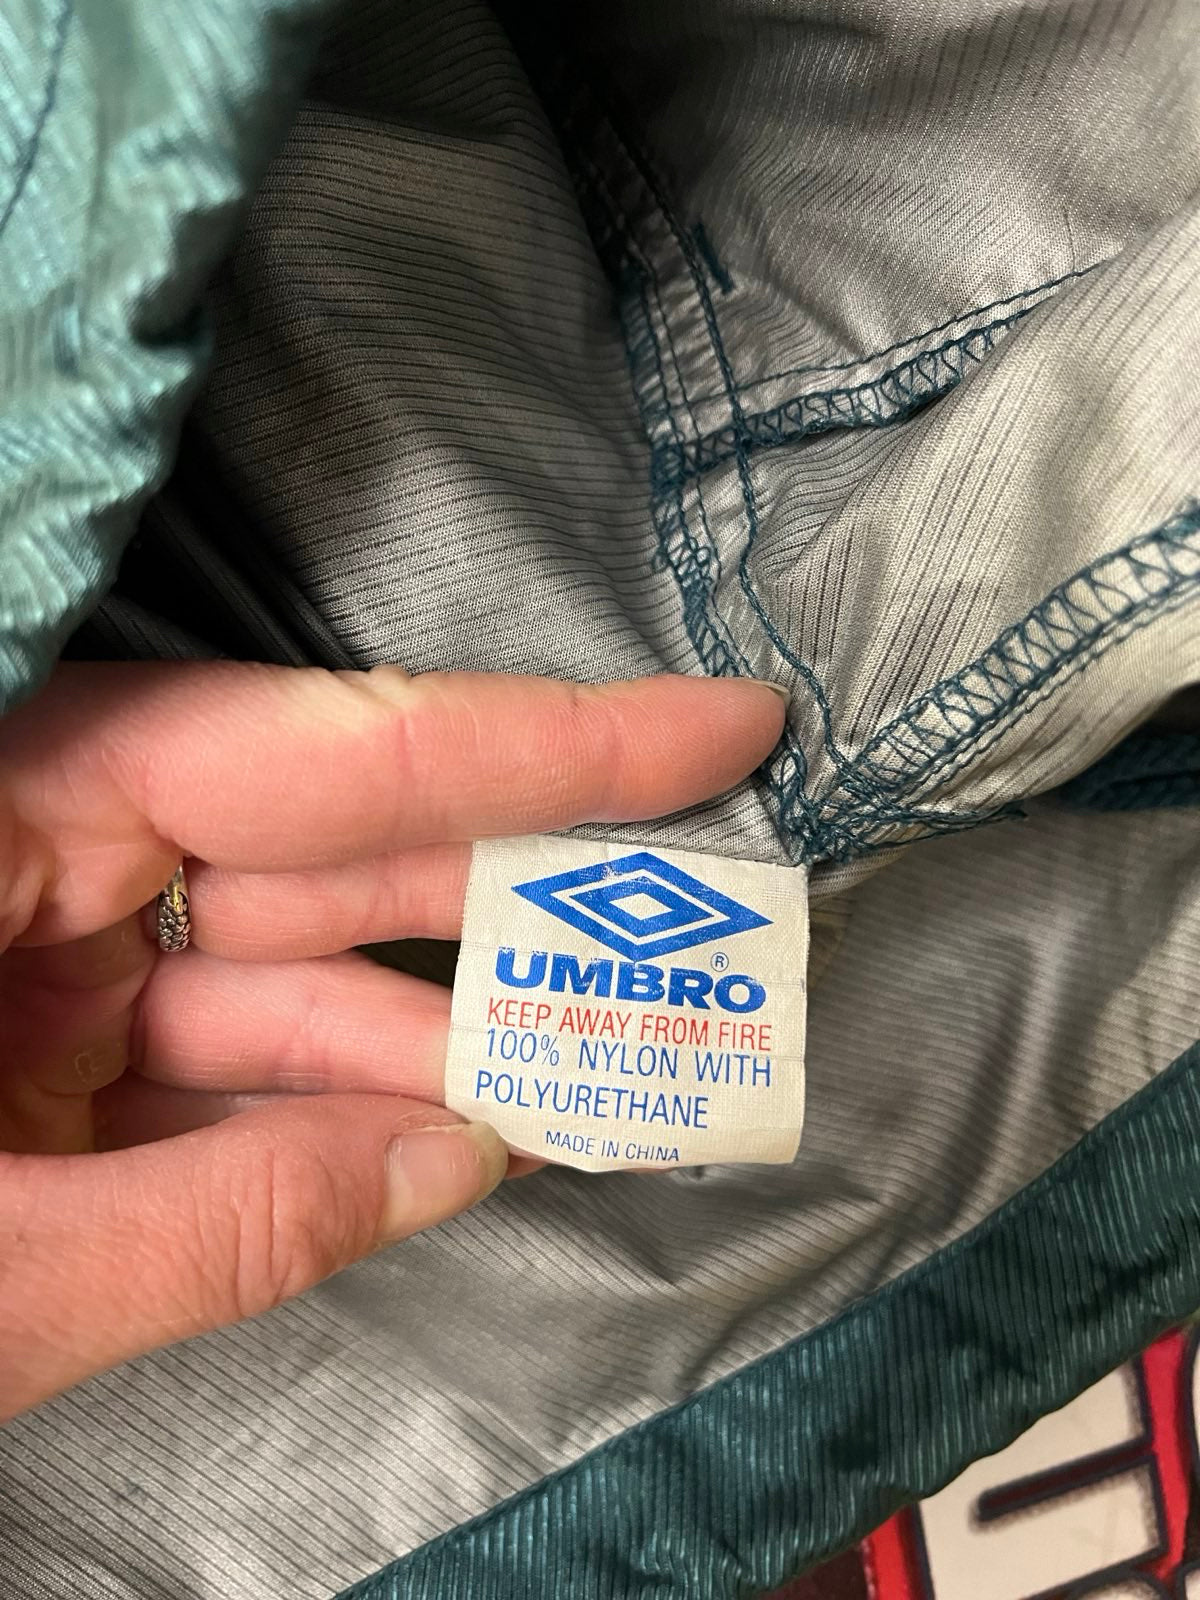 UMBRO ®
KEEP AWAY FROM FIRE
100% NYLON WITH
POLYURETHANE
MADE IN CHINA